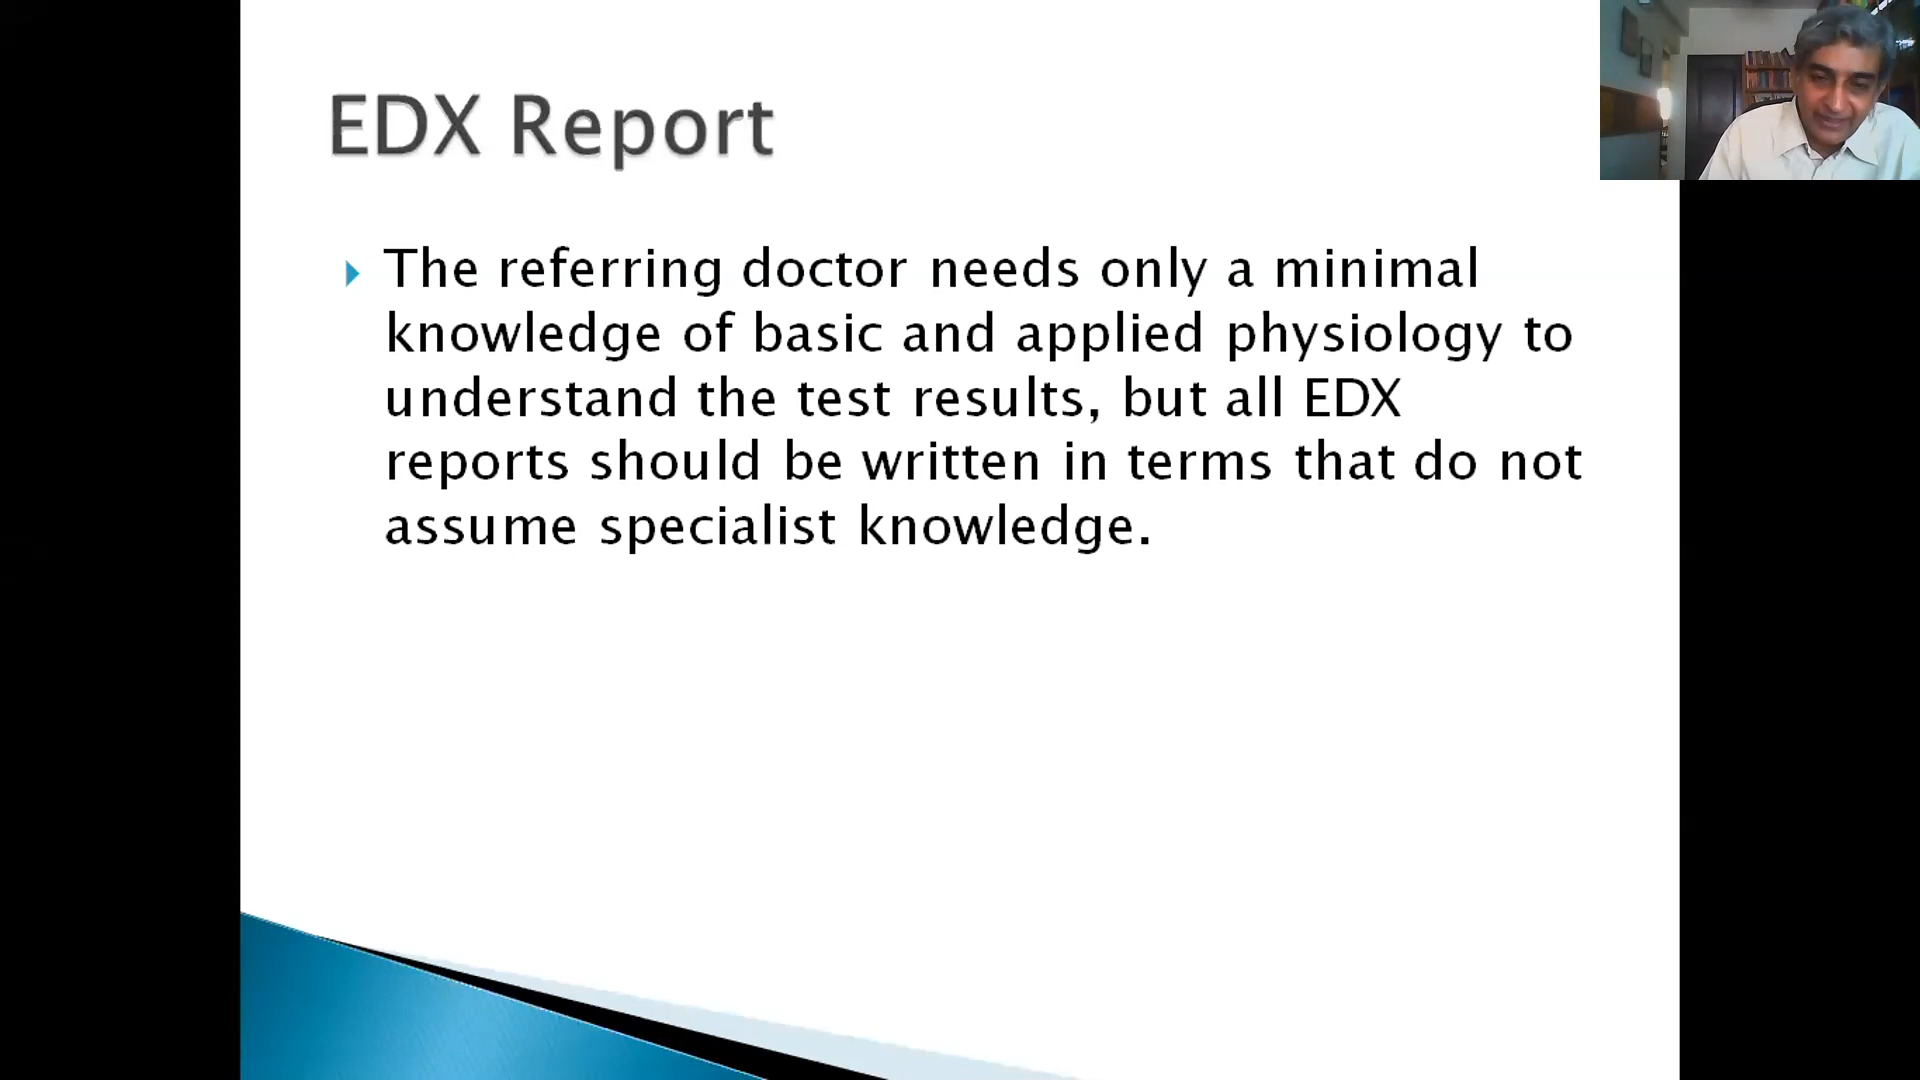 EDX Report
The referring doctor needs only a minimal
knowledge of basic and applied physiology to
understand the test results, but all EDX
reports should be written in terms that do not
assume specialist knowledge.